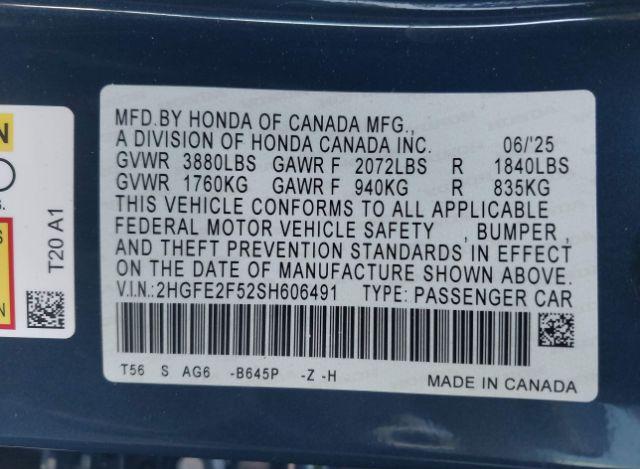 MFD.BY HONDA OF CANADA MFG.,
A DIVISION OF HONDA CANADA INC. 06/'25
GVWR 3880LBS GAWR F 2072LBS R 1840LBS
GVWR 1760KG GAWR F 940KG R 835KG
THIS VEHICLE CONFORMS TO ALL APPLICABLE
FEDERAL MOTOR VEHICLE SAFETY , BUMPER ,
AND THEFT PREVENTION STANDARDS IN EFFECT
ON THE DATE OF MANUFACTURE SHOWN ABOVE.
V.I.N.:2HGFE2F52SH606491 TYPE: PASSENGER CAR
T56 S AG6 -B645P -Z -H
MADE IN CANADA
T20 A1